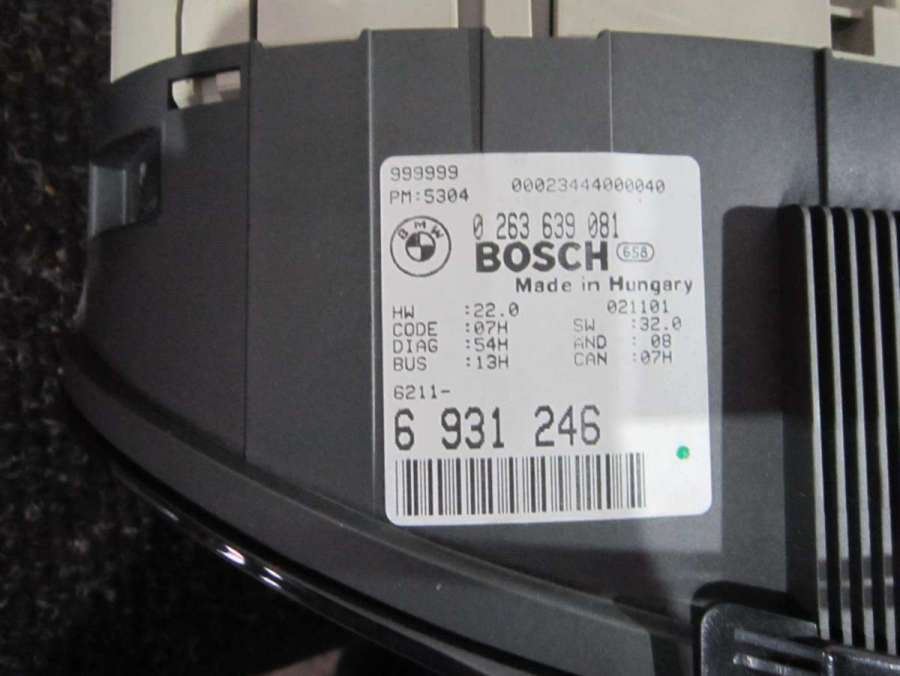 999999
PM:5304 00023444000040
BMW 0 263 639 081
BOSCH 658
Made in Hungary
HW :22.0 021101
CODE :07H SW :32.0
DIAG :54H AND : 08
BUS :13H CAN :07H
6211-
6 931 246